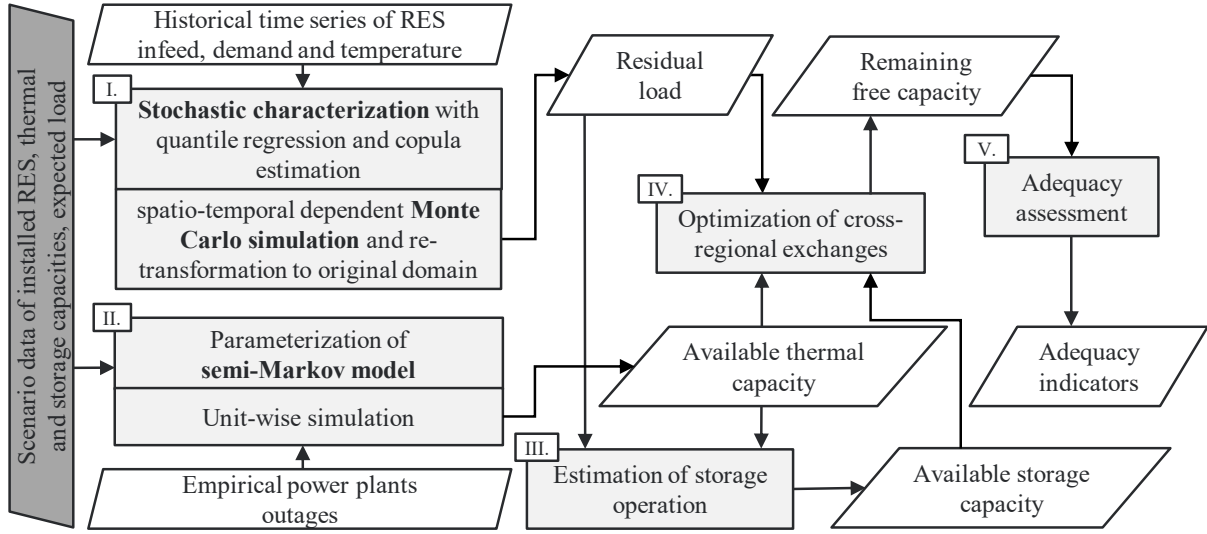 Scenario data of installed RES, thermal
and storage capacities, expected load
Historical time series of RES
infeed, demand and temperature
I.
Stochastic characterization with
quantile regression and copula
estimation
spatio-temporal dependent Monte
Carlo simulation and re-
transformation to original domain
II.
Parameterization of
semi-Markov model
Unit-wise simulation
Empirical power plants
outages
Residual
load
Remaining
free capacity
IV.
Optimization of cross-
regional exchanges
V.
Adequacy
assessment
Available thermal
capacity
Adequacy
indicators
III.
Estimation of storage
operation
Available storage
capacity